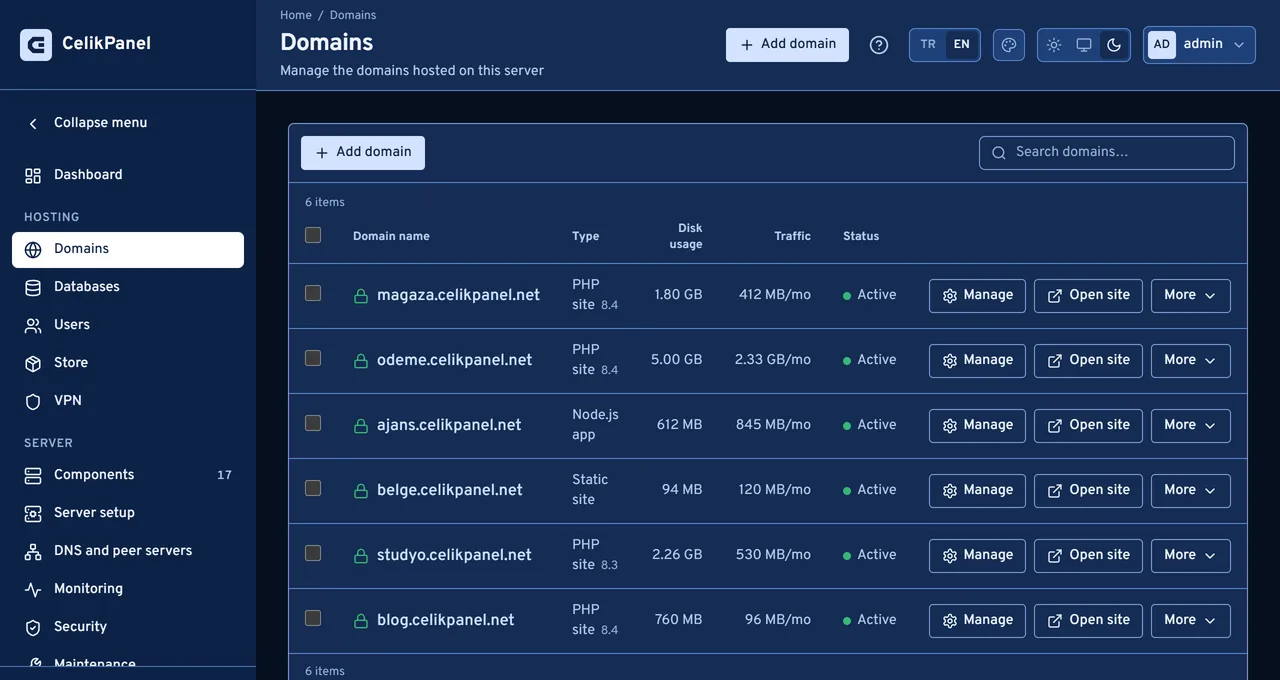 CelikPanel
Home / Domains
Domains
Manage the domains hosted on this server
Add domain
TR EN
AD admin
Collapse menu
Dashboard
HOSTING
Domains
Databases
Users
Store
VPN
SERVER
Components 17
Server setup
DNS and peer servers
Monitoring
Security
Maintenance
Add domain
Search domains...
6 items
Domain name Type Disk usage Traffic Status
magaza.celikpanel.net PHP site 8.4 1.80 GB 412 MB/mo Active Manage Open site More
odeme.celikpanel.net PHP site 8.4 5.00 GB 2.33 GB/mo Active Manage Open site More
ajans.celikpanel.net Node.js app 612 MB 845 MB/mo Active Manage Open site More
belge.celikpanel.net Static site 94 MB 120 MB/mo Active Manage Open site More
studyo.celikpanel.net PHP site 8.3 2.26 GB 530 MB/mo Active Manage Open site More
blog.celikpanel.net PHP site 8.4 760 MB 96 MB/mo Active Manage Open site More
6 items